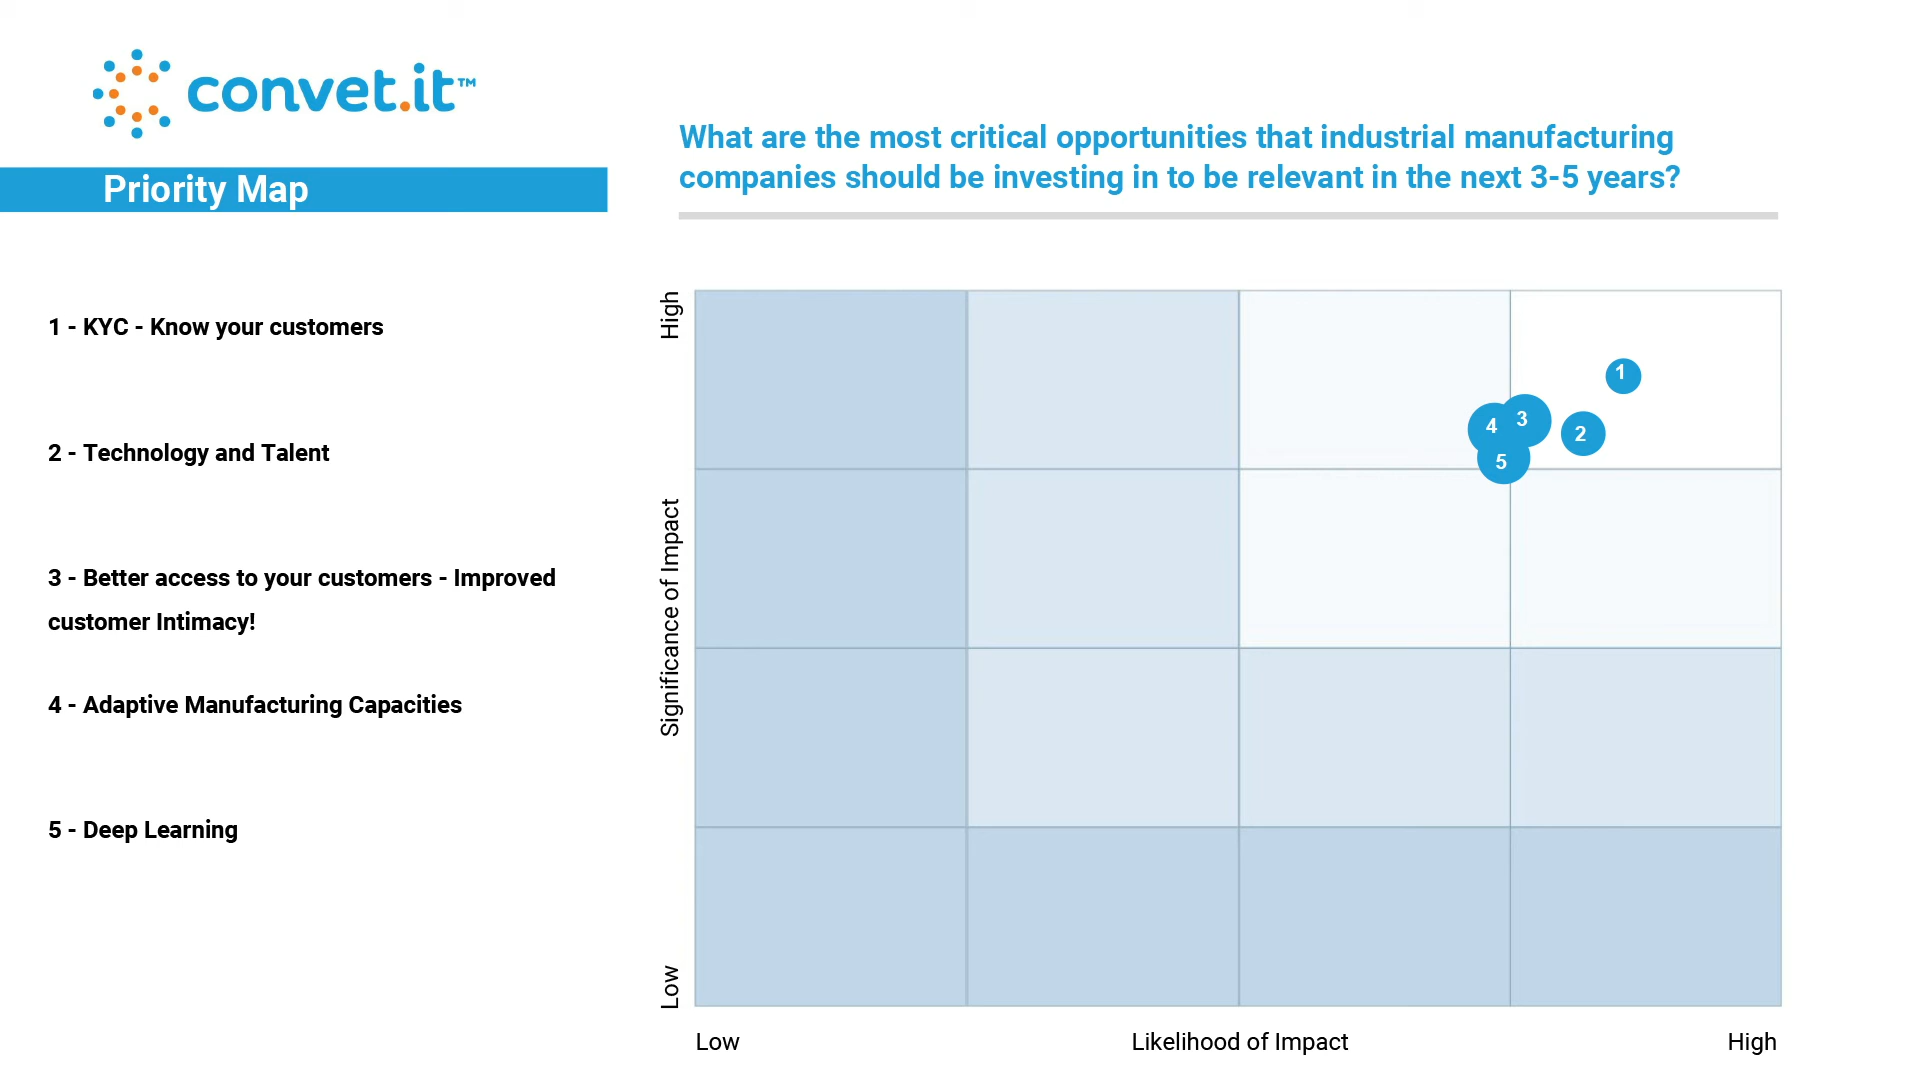 convet.it™
Priority Map
What are the most critical opportunities that industrial manufacturing
companies should be investing in to be relevant in the next 3-5 years?
1 - KYC - Know your customers
2 - Technology and Talent
3 - Better access to your customers - Improved
customer Intimacy!
4 - Adaptive Manufacturing Capacities
5 - Deep Learning
High
Significance of Impact
Low
1
3
4
2
5
Low
Likelihood of Impact
High